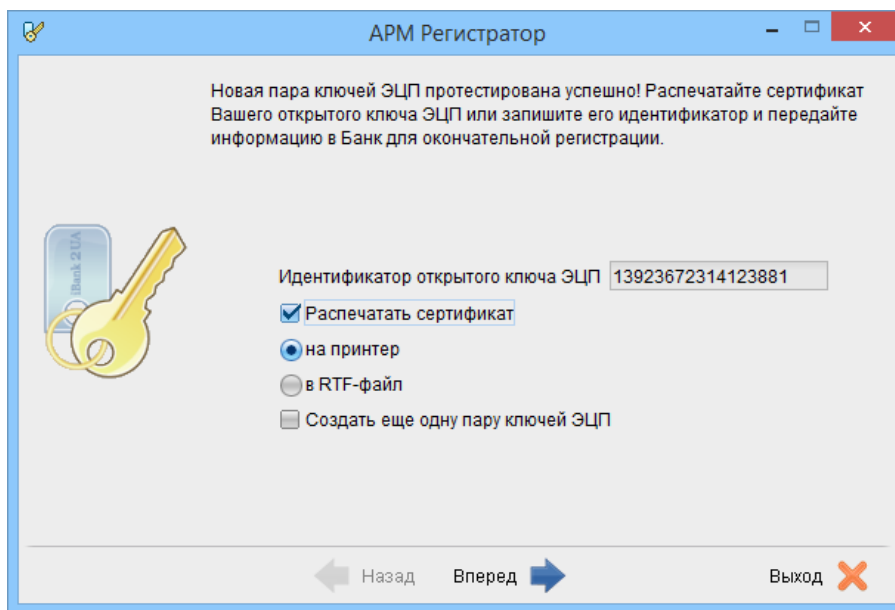 АРМ Регистратор
Новая пара ключей ЭЦП протестирована успешно! Распечатайте сертификат
Вашего открытого ключа ЭЦП или запишите его идентификатор и передайте
информацию в Банк для окончательной регистрации.
iBank 2 UA
Идентификатор открытого ключа ЭЦП 13923672314123881
Распечатать сертификат
на принтер
в RTF-файл
Создать еще одну пару ключей ЭЦП
Назад Вперед Выход